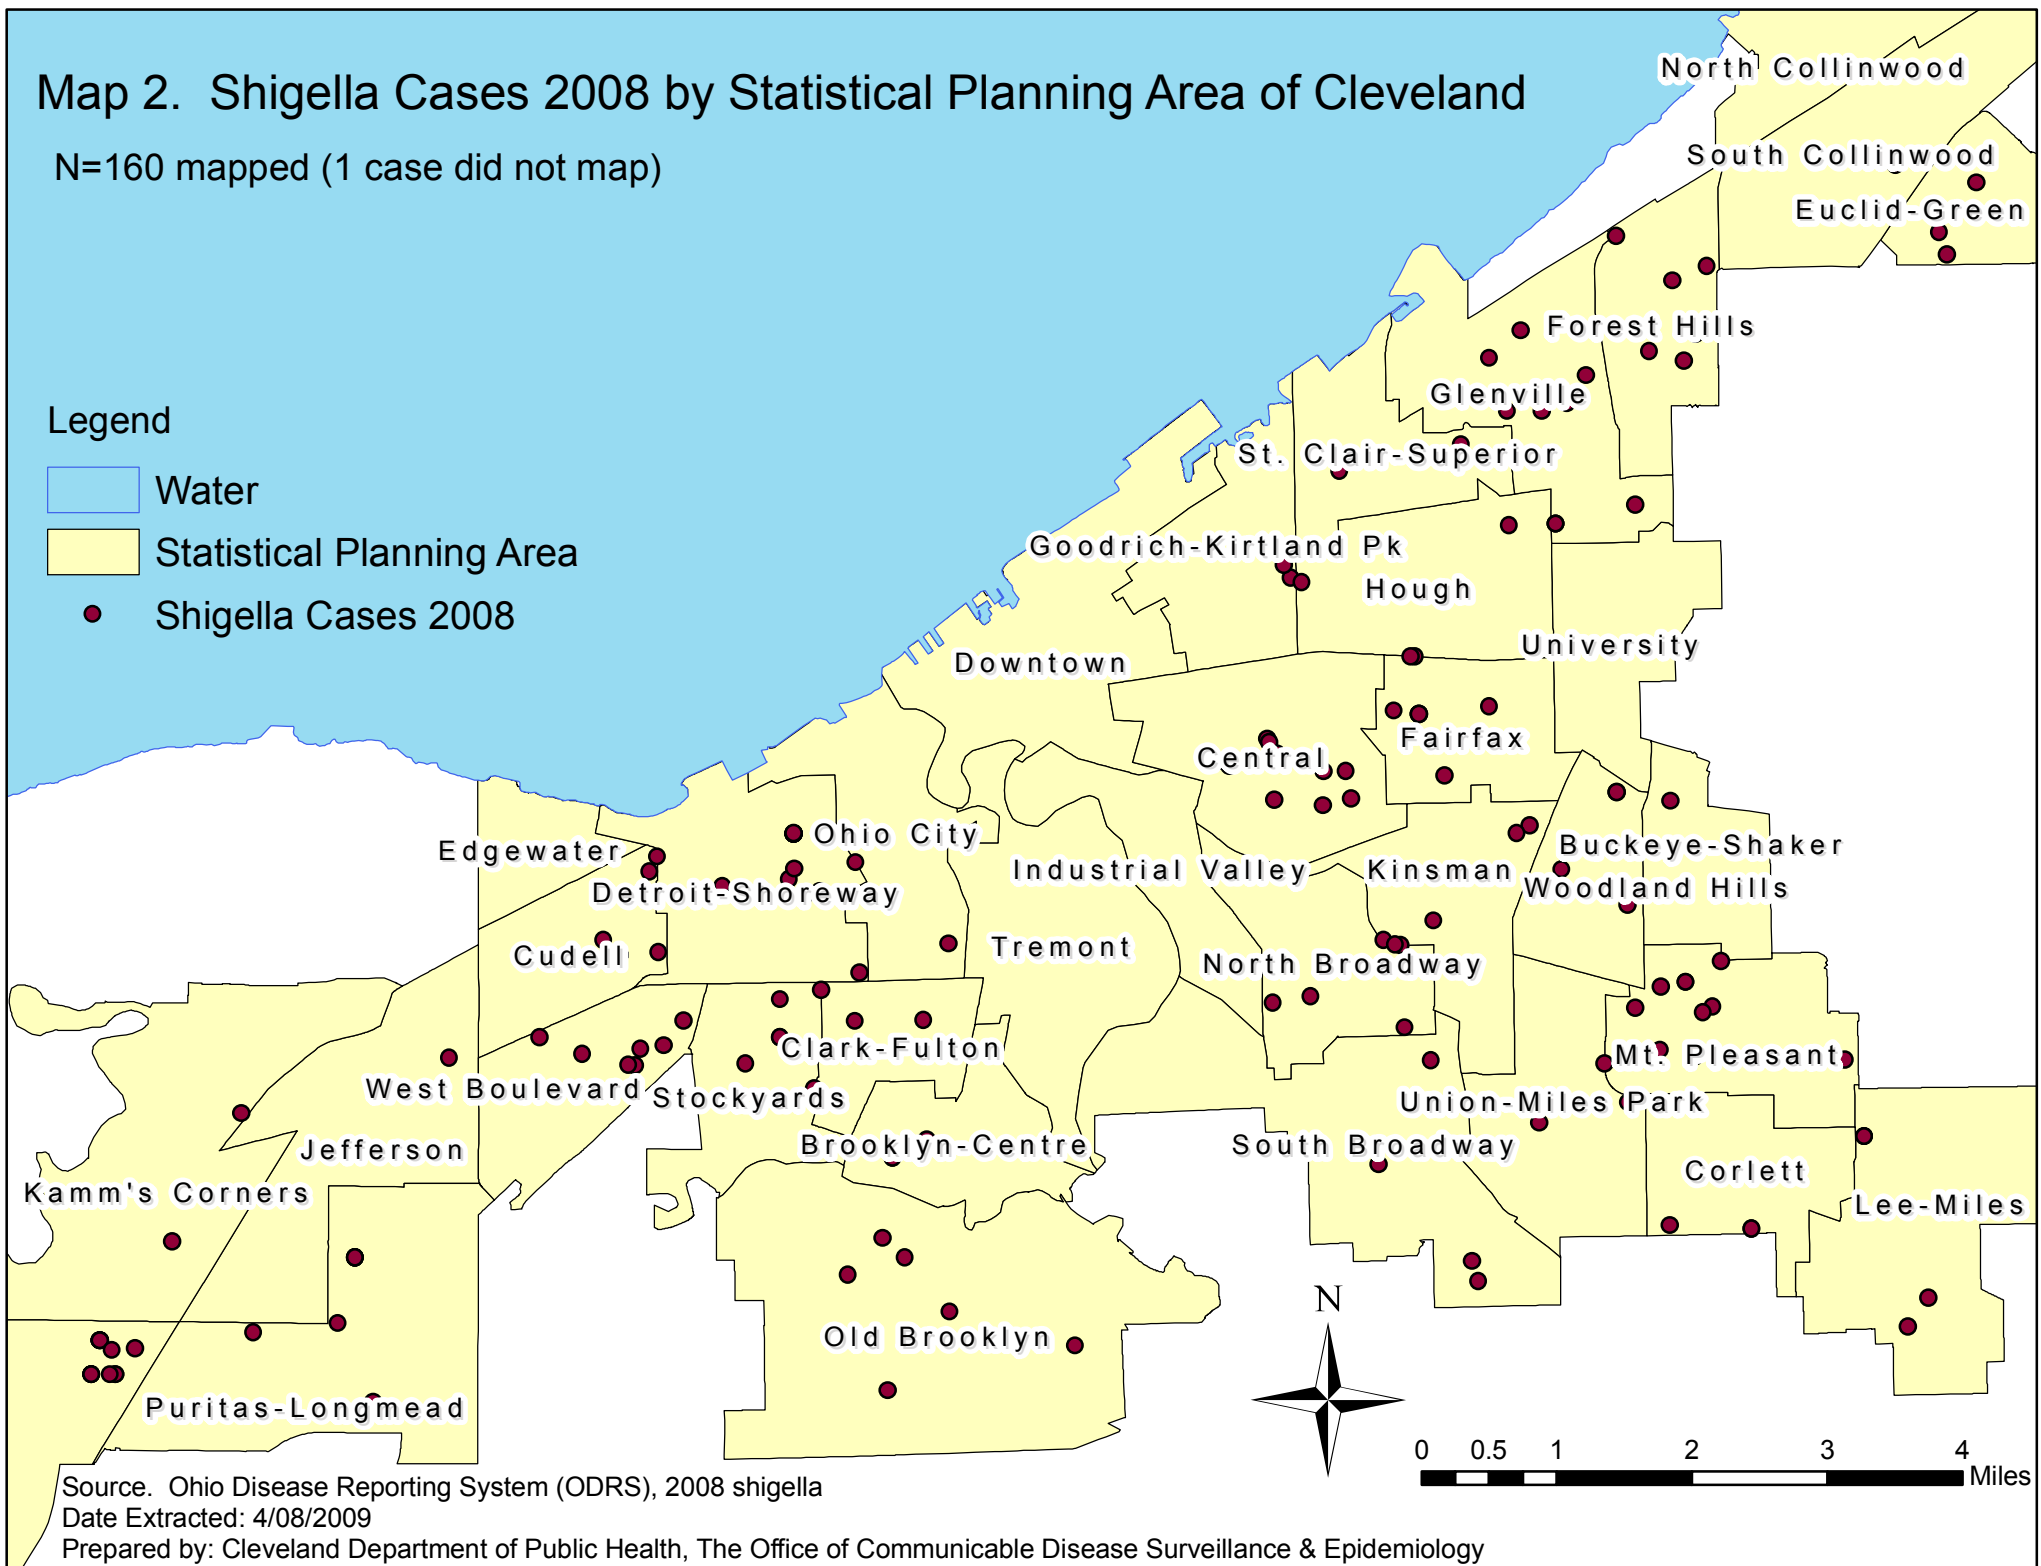 Map 2. Shigella Cases 2008 by Statistical Planning Area of Cleveland
N=160 mapped (1 case did not map)
North Collinwood
South Collinwood
Euclid-Green
Forest Hills
Glenville
St. Clair-Superior
Legend
Water
Statistical Planning Area
Shigella Cases 2008
Goodrich-Kirtland Pk
Hough
University
Downtown
Fairfax
Central
Ohio City
Edgewater
Buckeye-Shaker
Industrial Valley
Kinsman
Detroit-Shoreway
Woodland Hills
Tremont
Cudell
North Broadway
Clark-Fulton
Mt. Pleasant
West Boulevard
Stockyards
Union-Miles Park
Brooklyn-Centre
South Broadway
Jefferson
Corlett
Kamm's Corners
Lee-Miles
N
Old Brooklyn
Puritas-Longmead
0 0.5 1 2 3 4
Miles
Source. Ohio Disease Reporting System (ODRS), 2008 shigella
Date Extracted: 4/08/2009
Prepared by: Cleveland Department of Public Health, The Office of Communicable Disease Surveillance & Epidemiology